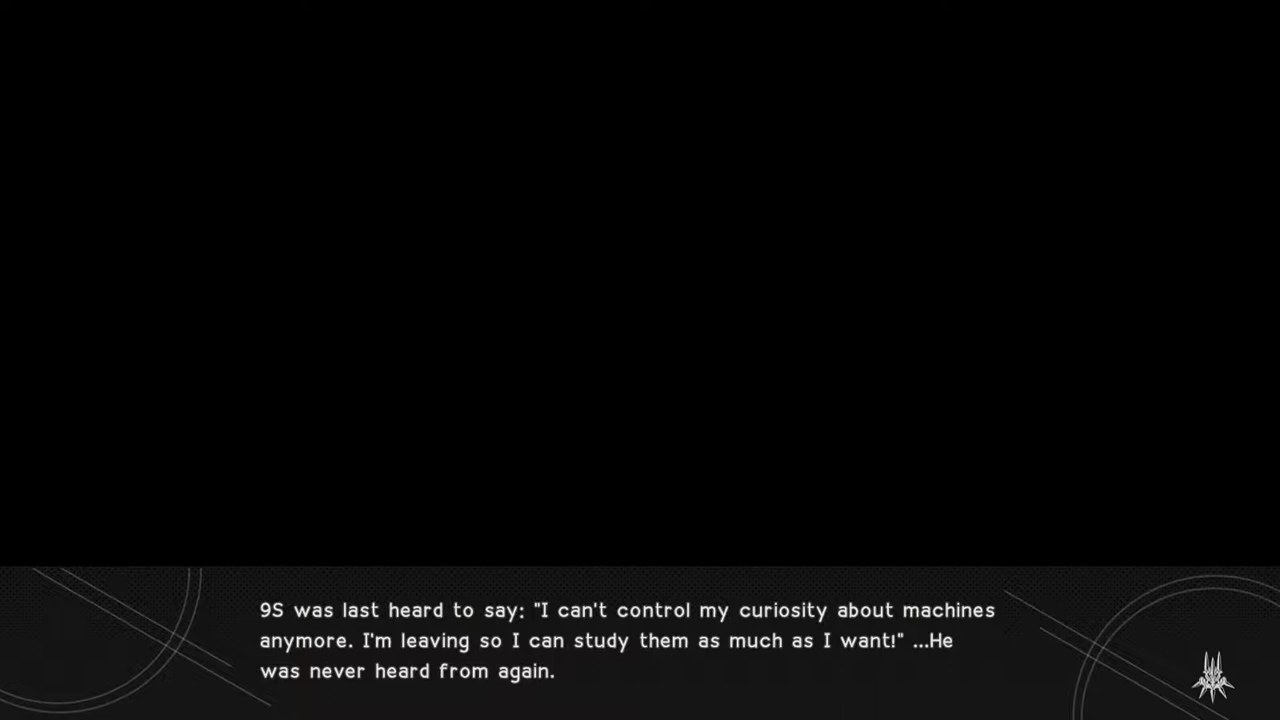 9S was last heard to say: "I can't control my curiosity about machines
anymore. I'm leaving so I can study them as much as I want!" ...He
was never heard from again.